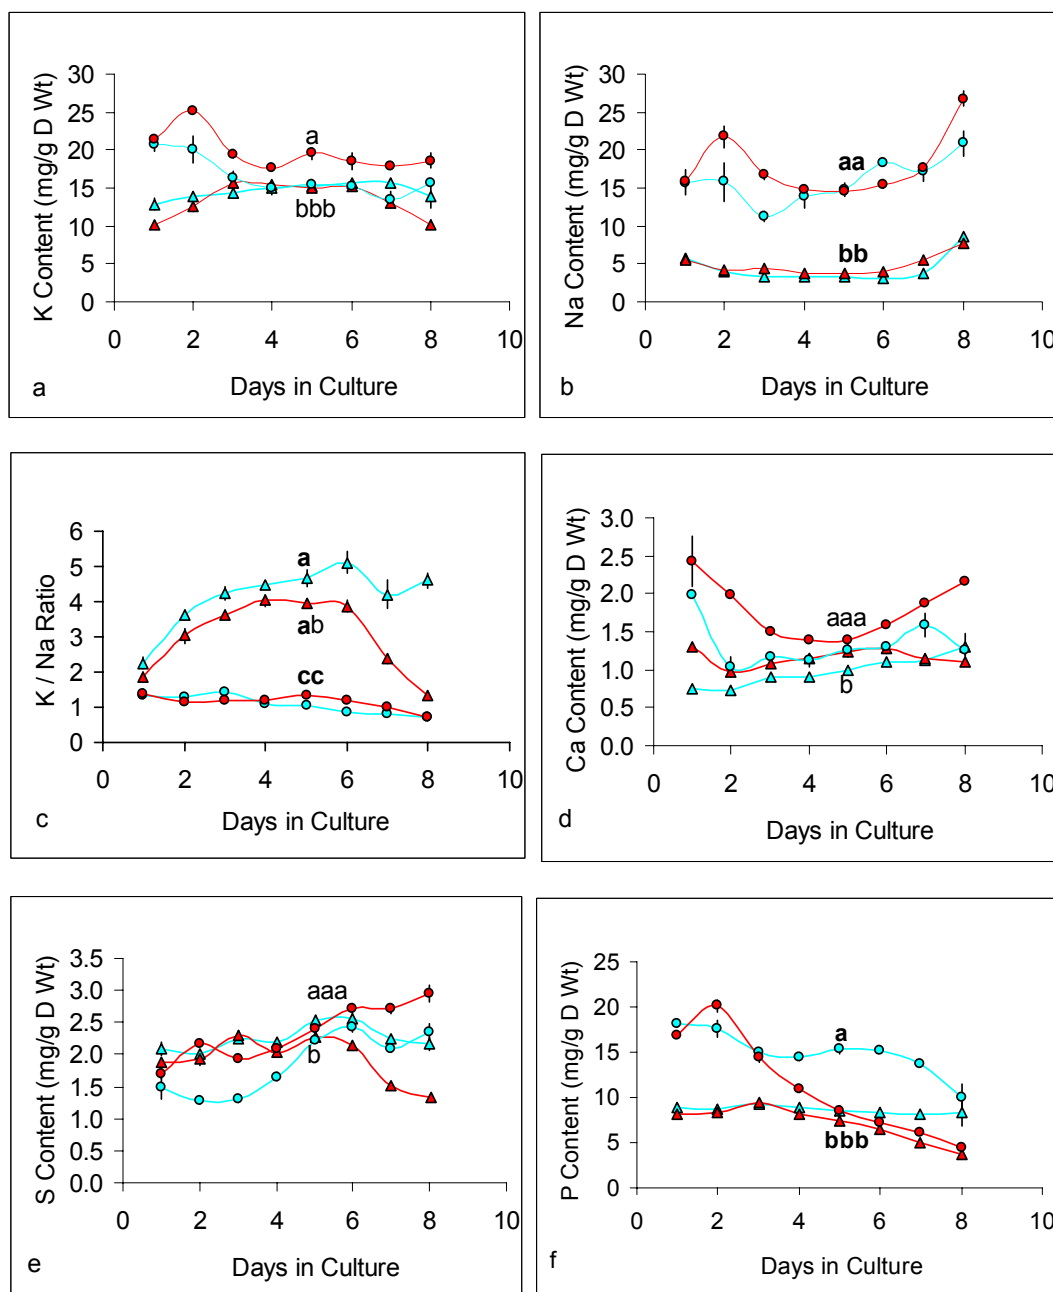 K Content (mg/g D Wt)
30
25
20
15
10
5
0
a
bbb
0 2 4 6 8 10
Days in Culture
a
Na Content (mg/g D Wt)
30
25
20
15
10
5
0
aa
bb
0 2 4 6 8 10
Days in Culture
b
K / Na Ratio
6
5
4
3
2
1
0
a
ab
cc
0 2 4 6 8 10
Days in Culture
c
Ca Content (mg/g D Wt)
3.0
2.5
2.0
1.5
1.0
0.5
0.0
aaa
b
0 2 4 6 8 10
Days in Culture
d
S Content (mg/g D Wt)
3.5
3.0
2.5
2.0
1.5
1.0
0.5
0.0
aaa
b
0 2 4 6 8 10
Days in Culture
e
P Content (mg/g D Wt)
25
20
15
10
5
0
a
bbb
0 2 4 6 8 10
Days in Culture
f